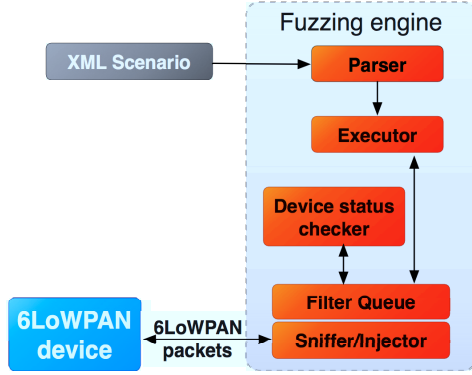 Fuzzing engine
XML Scenario
Parser
Executor
Device status
checker
Filter Queue
6LoWPAN
device
6LoWPAN
packets
Sniffer/Injector